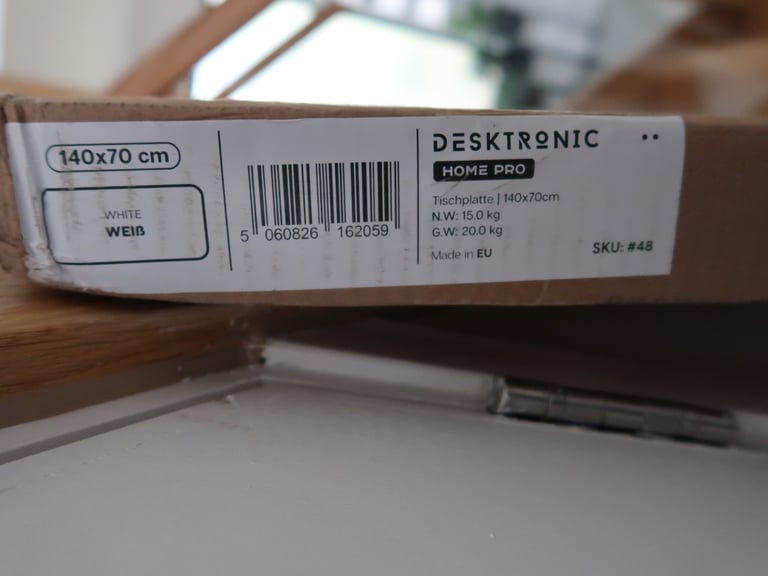 140x70 cm
WHITE
WEIß
5 060826 162059
DESKTRONIC
HOME PRO
Tischplatte | 140x70cm
N.W: 15.0 kg
G.W: 20.0 kg
Made in EU
SKU: #48